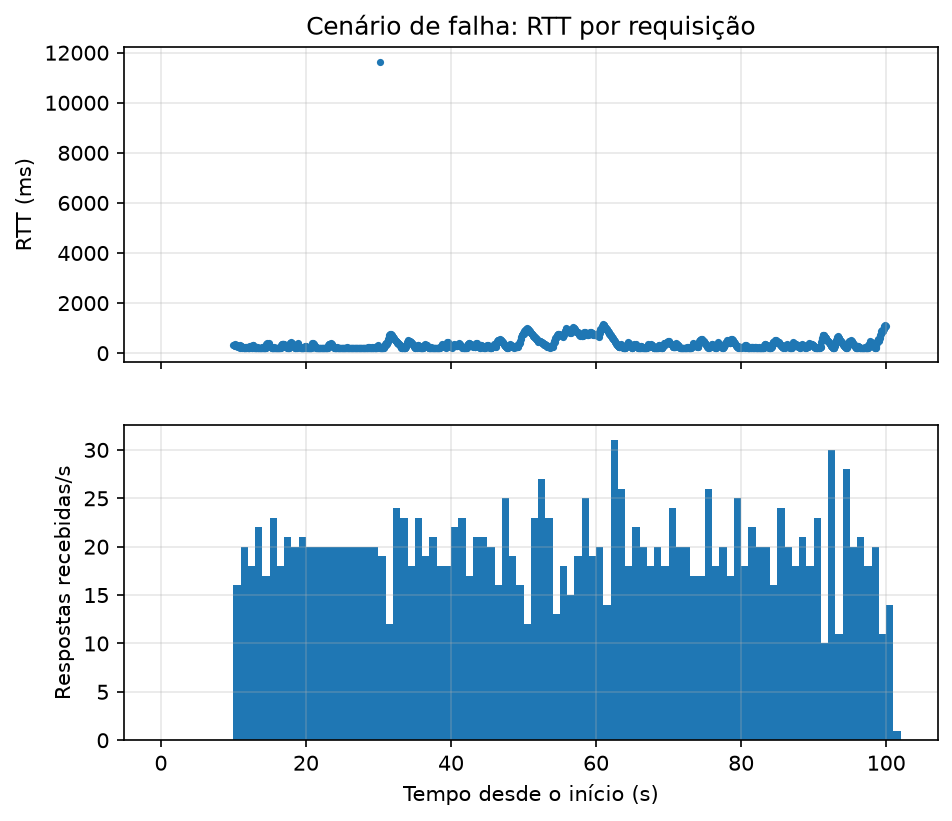 Cenário de falha: RTT por requisição
12000
10000
8000
6000
4000
2000
0
RTT (ms)
30
25
20
15
10
5
0
Respostas recebidas/s
0 20 40 60 80 100
Tempo desde o início (s)